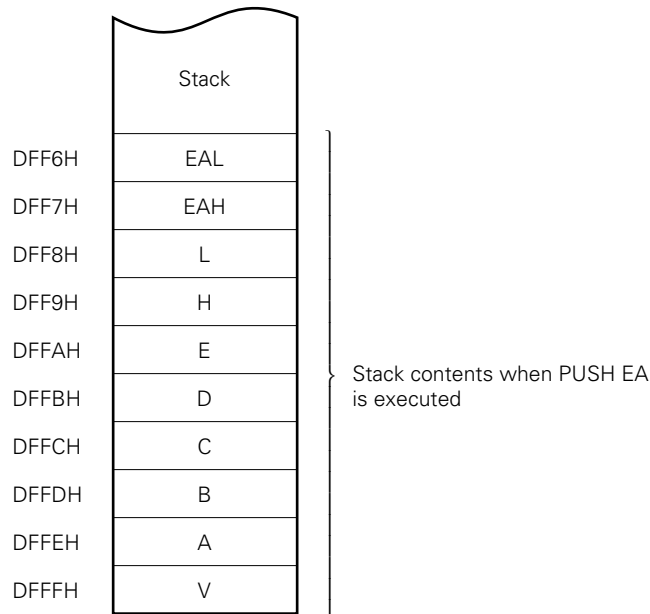 Stack
DFF6H EAL
DFF7H EAH
DFF8H L
DFF9H H
DFFAH E
DFFBH D
DFFCH C
DFFDH B
DFFEH A
DFFFH V
Stack contents when PUSH EA
is executed